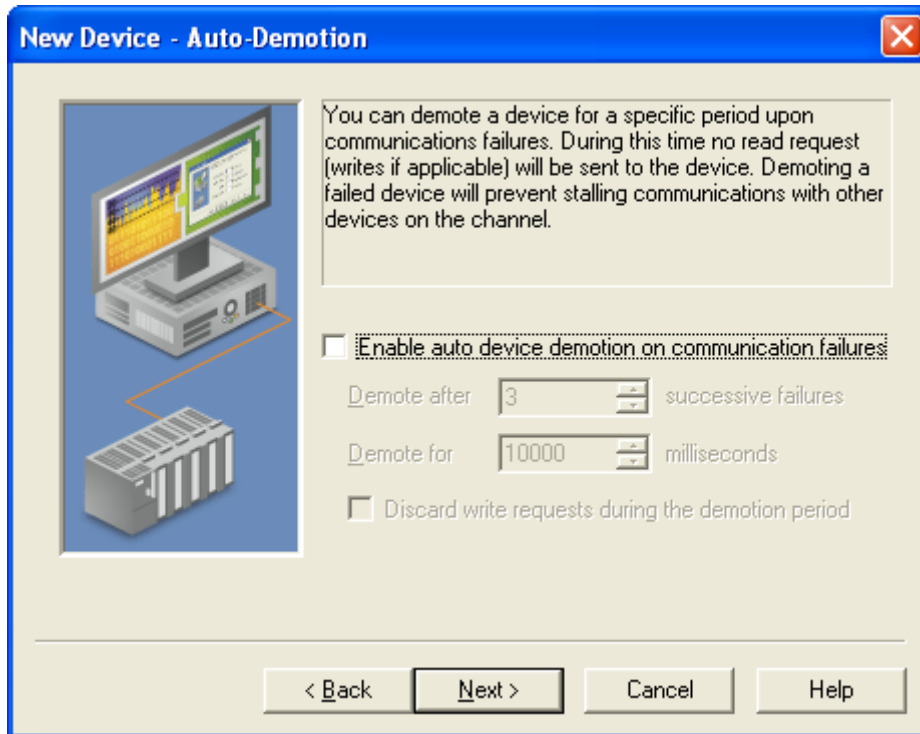 New Device - Auto-Demotion
You can demote a device for a specific period upon
communications failures. During this time no read request
(writes if applicable) will be sent to the device. Demoting a
failed device will prevent stalling communications with other
devices on the channel.
Enable auto device demotion on communication failures
Demote after 3 successive failures
Demote for 10000 milliseconds
Discard write requests during the demotion period
< Back Next > Cancel Help